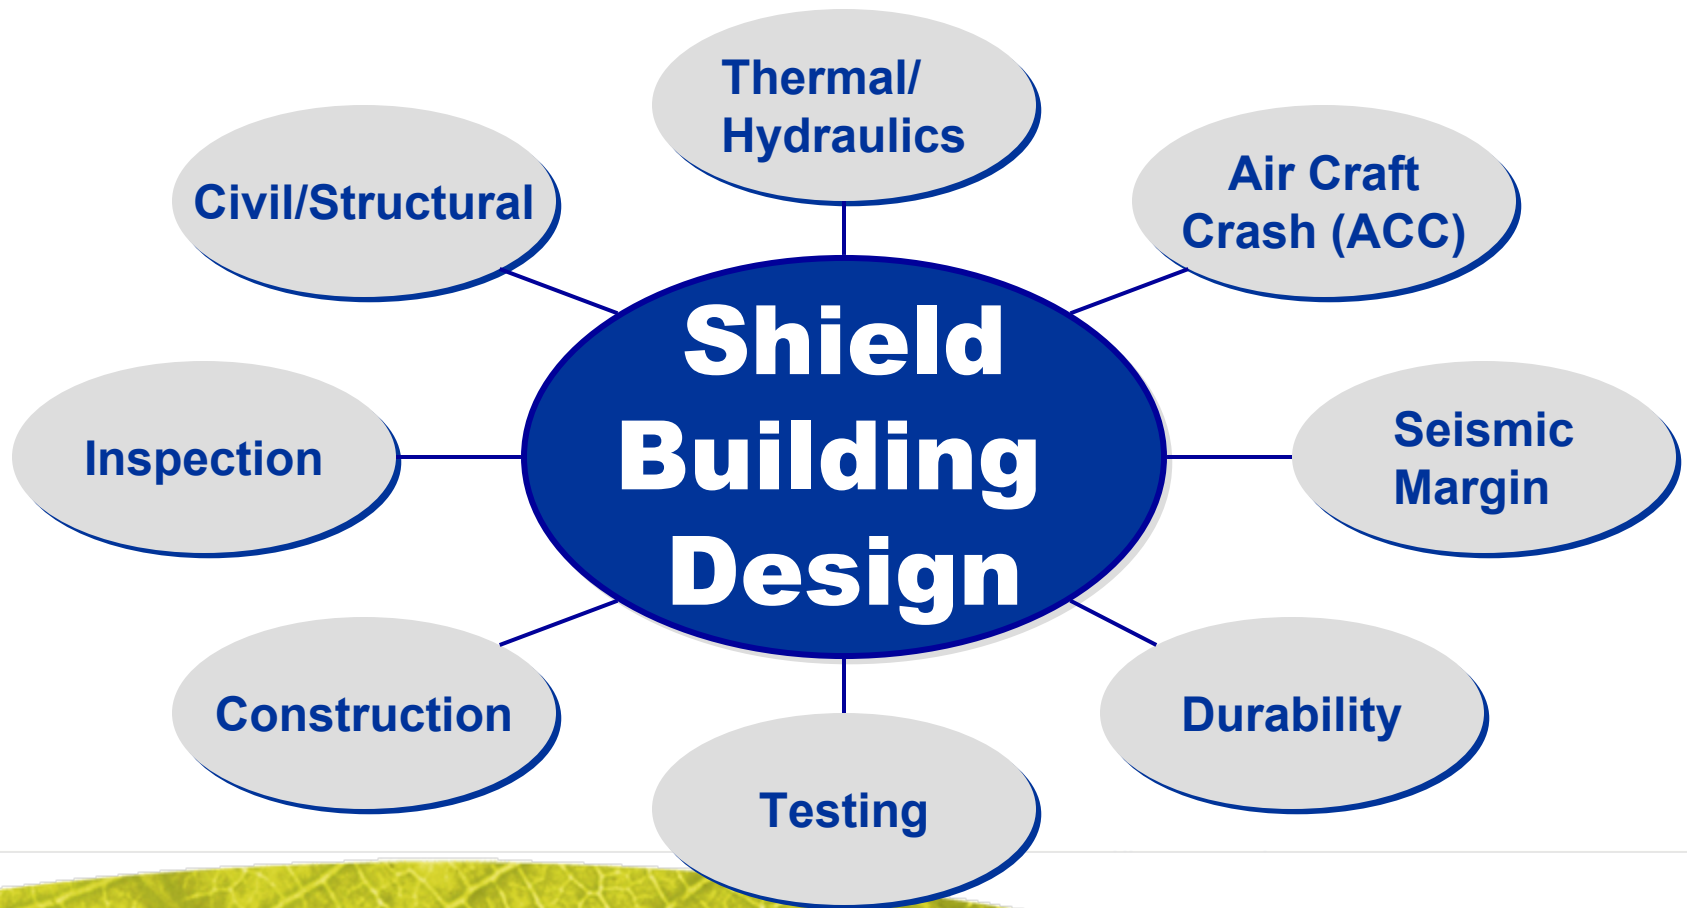 Thermal/
Hydraulics
Air Craft
Crash (ACC)
Civil/Structural
Shield
Building
Design
Seismic
Margin
Inspection
Construction
Durability
Testing